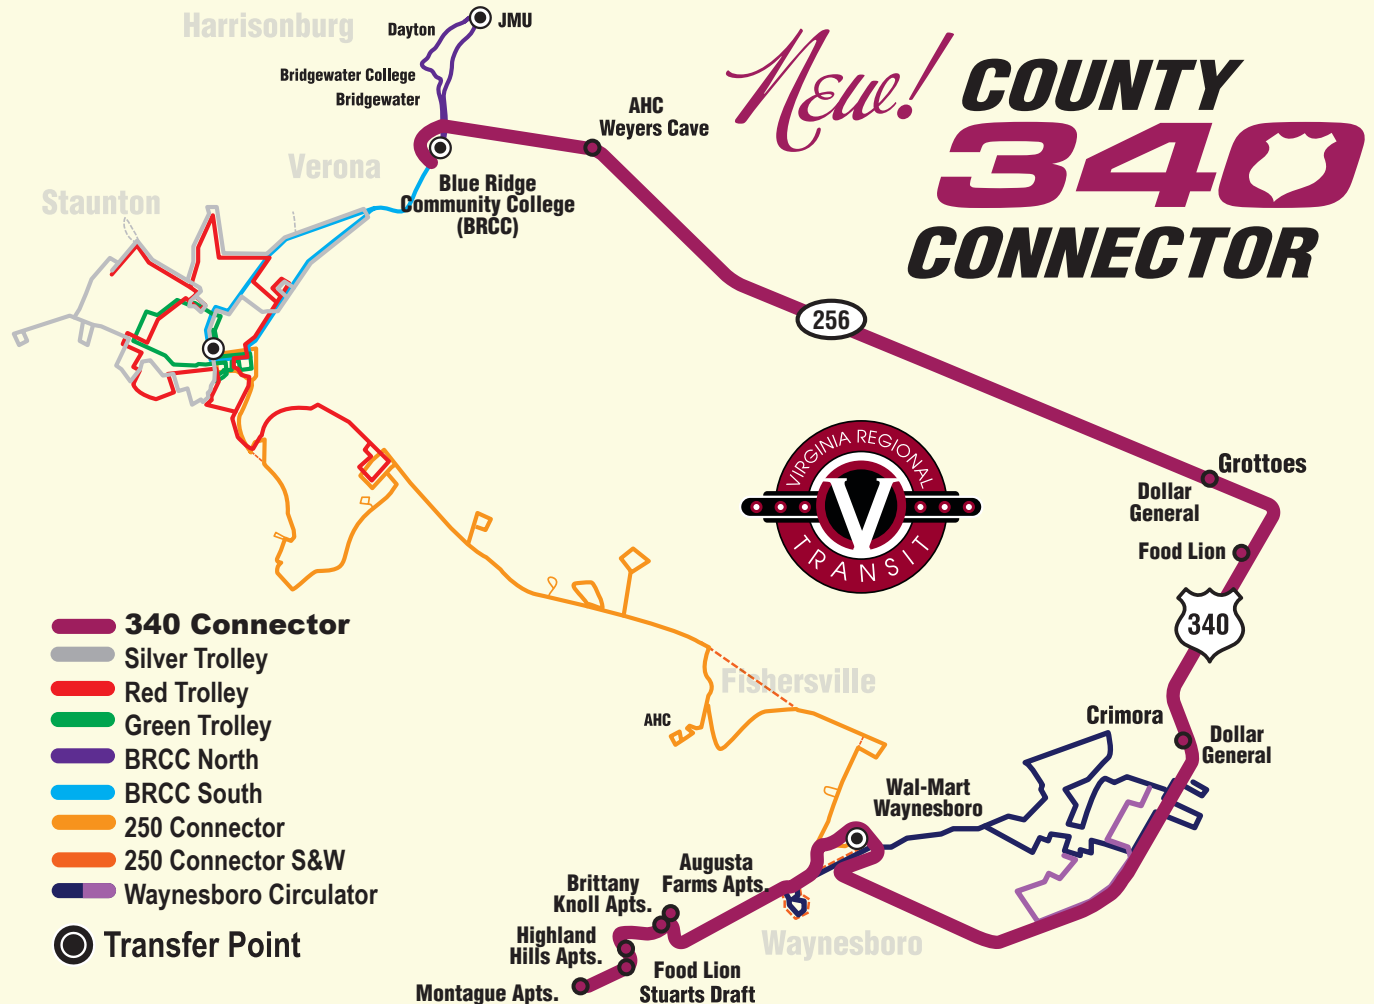 Harrisonburg
Dayton
JMU
Bridgewater College
Bridgewater
New!
COUNTY
340
CONNECTOR
AHC
Weyers Cave
Verona
Blue Ridge
Community College
(BRCC)
Staunton
256
VIRGINIA REGIONAL
V
TRANSIT
Grottoes
Dollar
General
Food Lion
340
Crimora
Dollar
General
Fishersville
AHC
Wal-Mart
Waynesboro
Augusta
Farms Apts.
Brittany
Knoll Apts.
Highland
Hills Apts.
Montague Apts.
Food Lion
Stuarts Draft
Waynesboro
340 Connector
Silver Trolley
Red Trolley
Green Trolley
BRCC North
BRCC South
250 Connector
250 Connector S&W
Waynesboro Circulator
Transfer Point